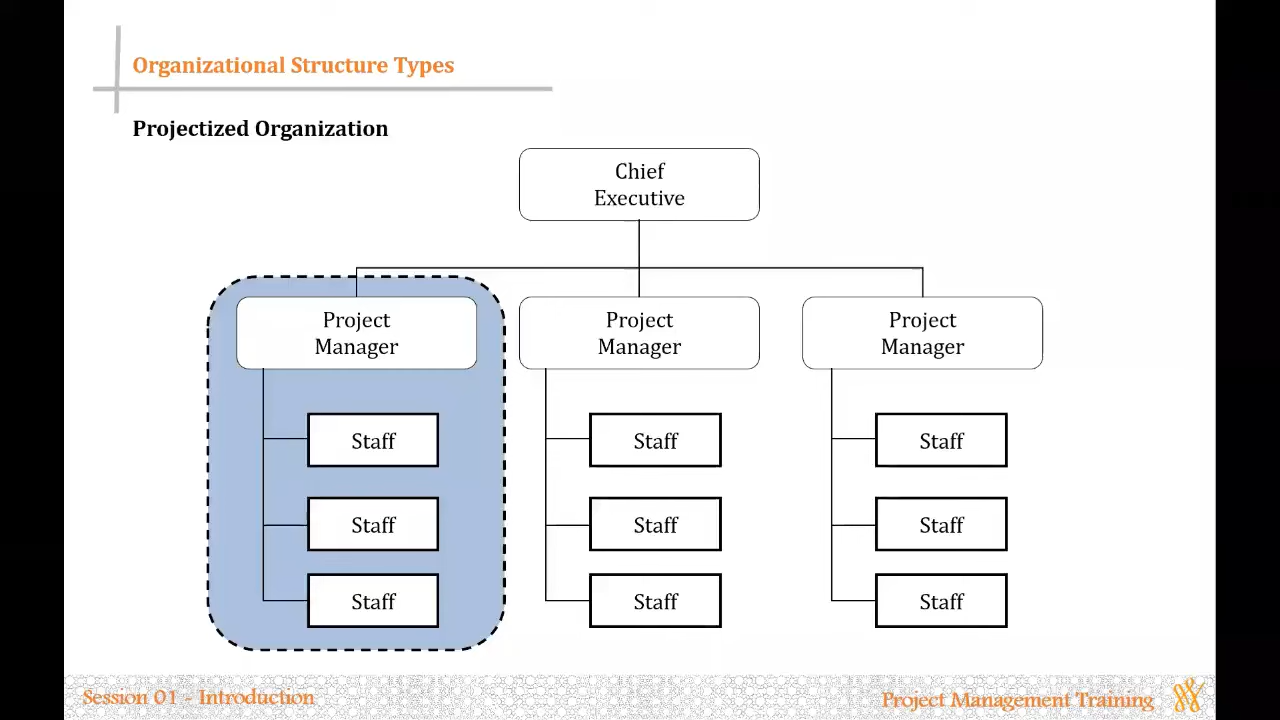 Organizational Structure Types
Projectized Organization
Chief
Executive
Project
Manager
Project
Manager
Project
Manager
Staff
Staff
Staff
Staff
Staff
Staff
Staff
Staff
Staff
Session 01 - Introduction
Project Management Training